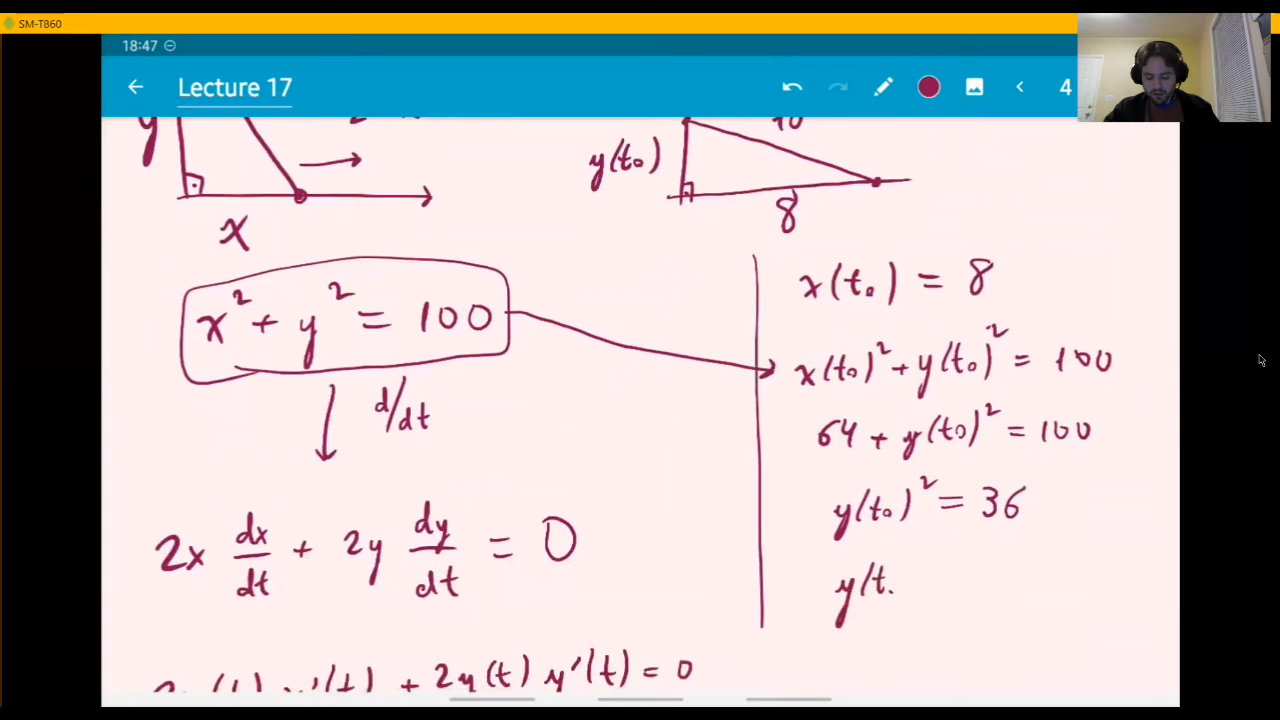 SM-T860
18:47
Lecture 17
4
y
x
y(t₀)
10
8
x² + y² = 100
d/dt
2x dx/dt + 2y dy/dt = 0
+ 2y(t) y'(t) = 0
x(t₀) = 8
x(t₀)² + y(t₀)² = 100
64 + y(t₀)² = 100
y(t₀)² = 36
y(t.